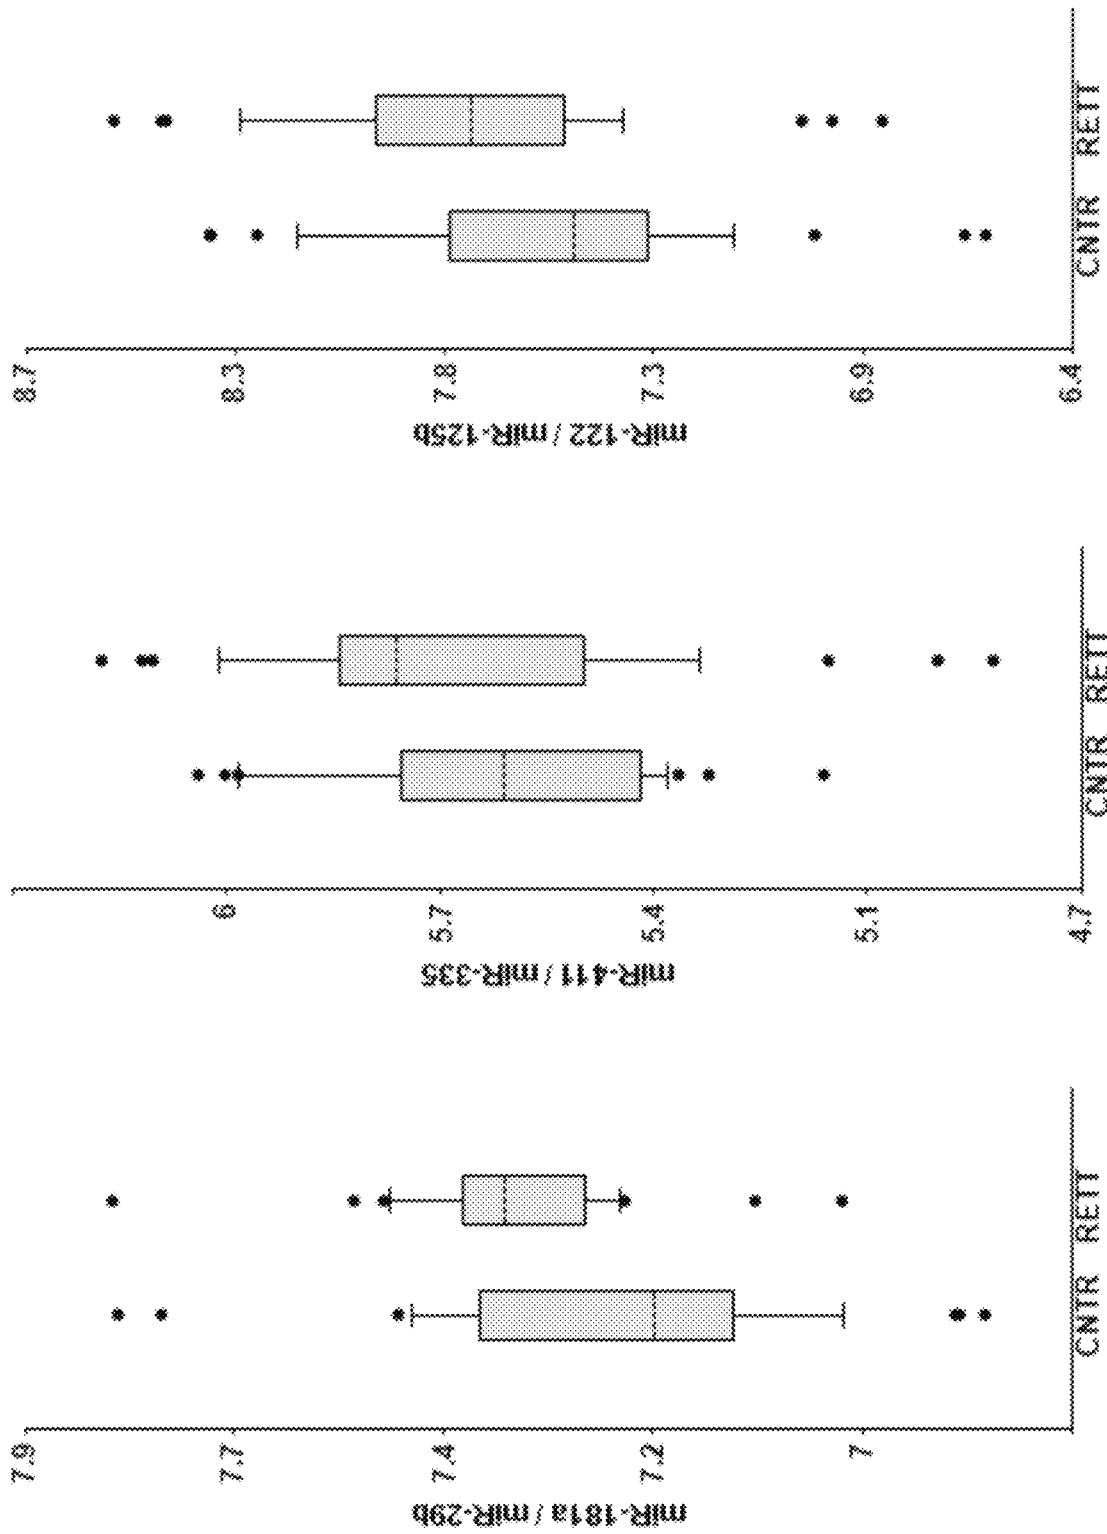 miR-181a / miR-29b
7.9
7.7
7.4
7.2
7
CNTR RETT
miR-411 / miR-335
6
5.7
5.4
5.1
4.7
CNTR RETT
miR-122 / miR-125b
8.7
8.3
7.8
7.3
6.9
6.4
CNTR RETT